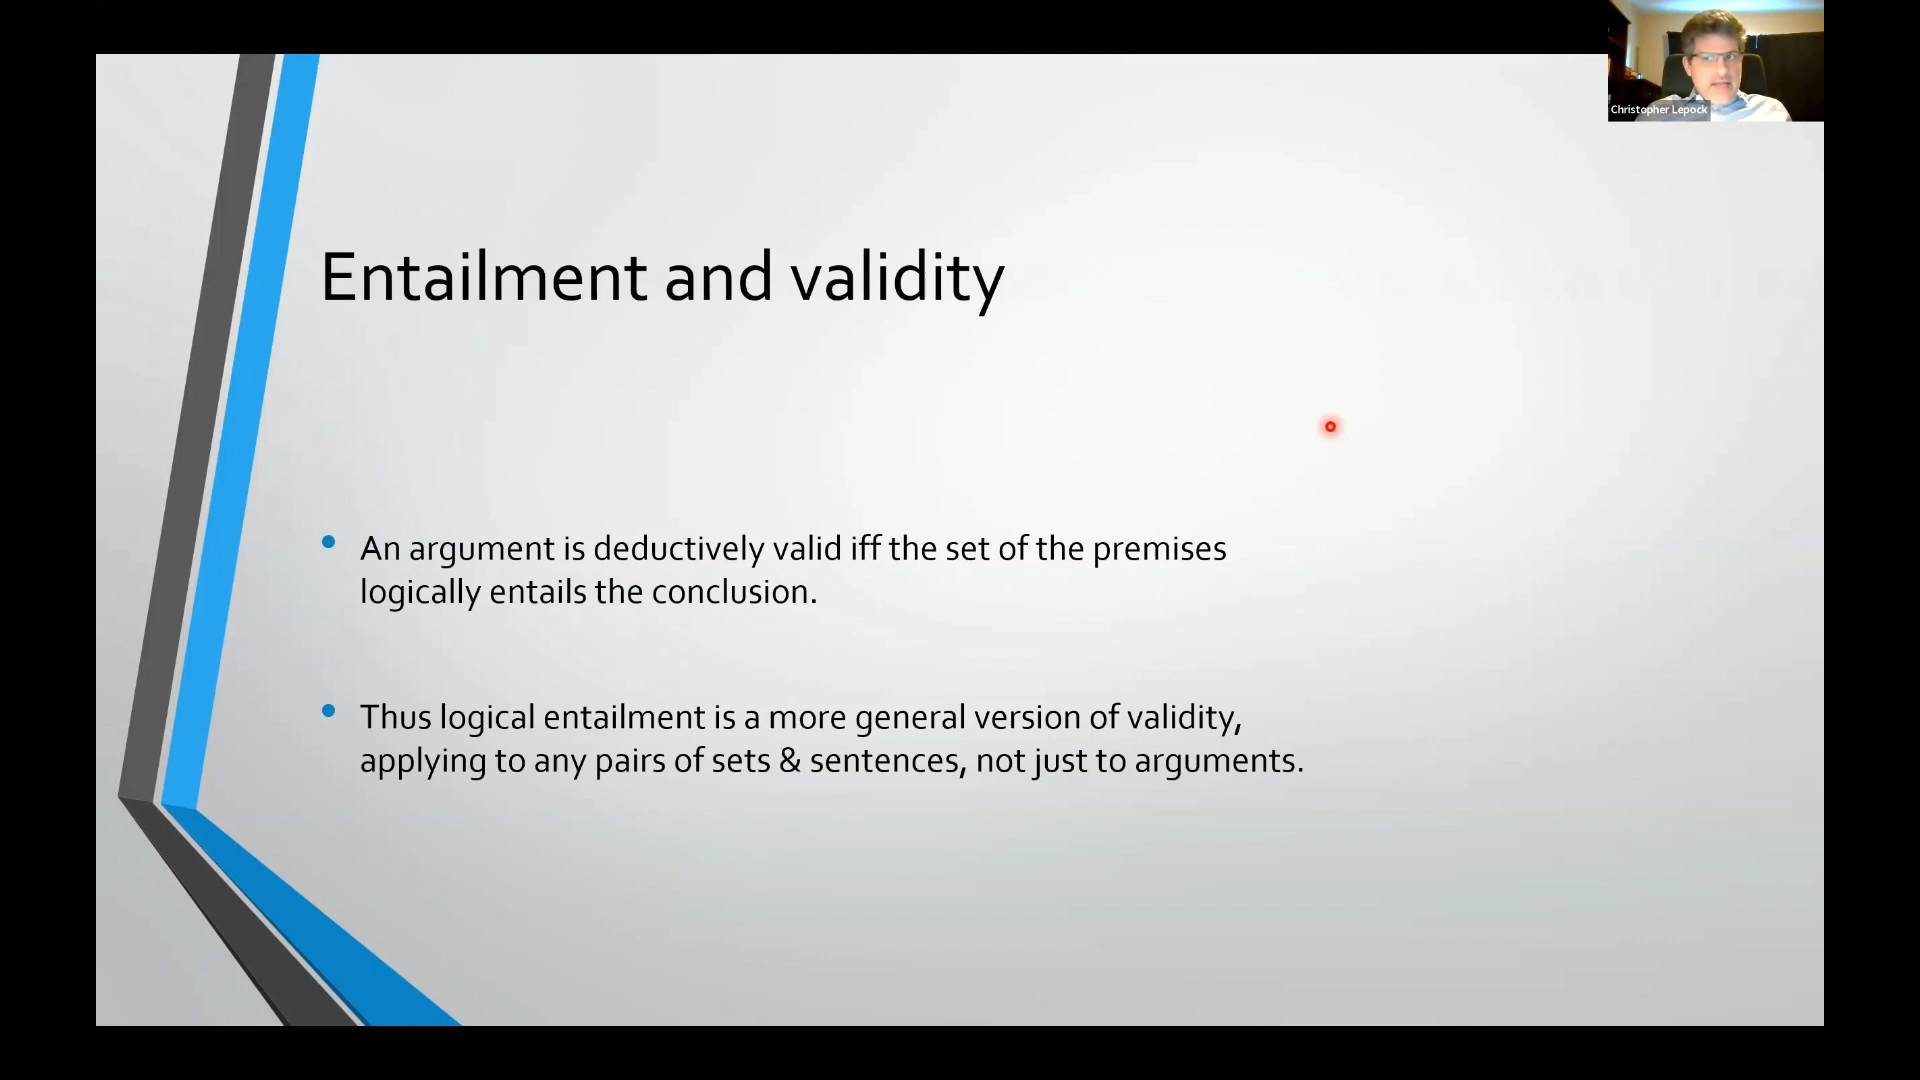 Christopher Lepock
Entailment and validity
• An argument is deductively valid iff the set of the premises
logically entails the conclusion.
• Thus logical entailment is a more general version of validity,
applying to any pairs of sets & sentences, not just to arguments.